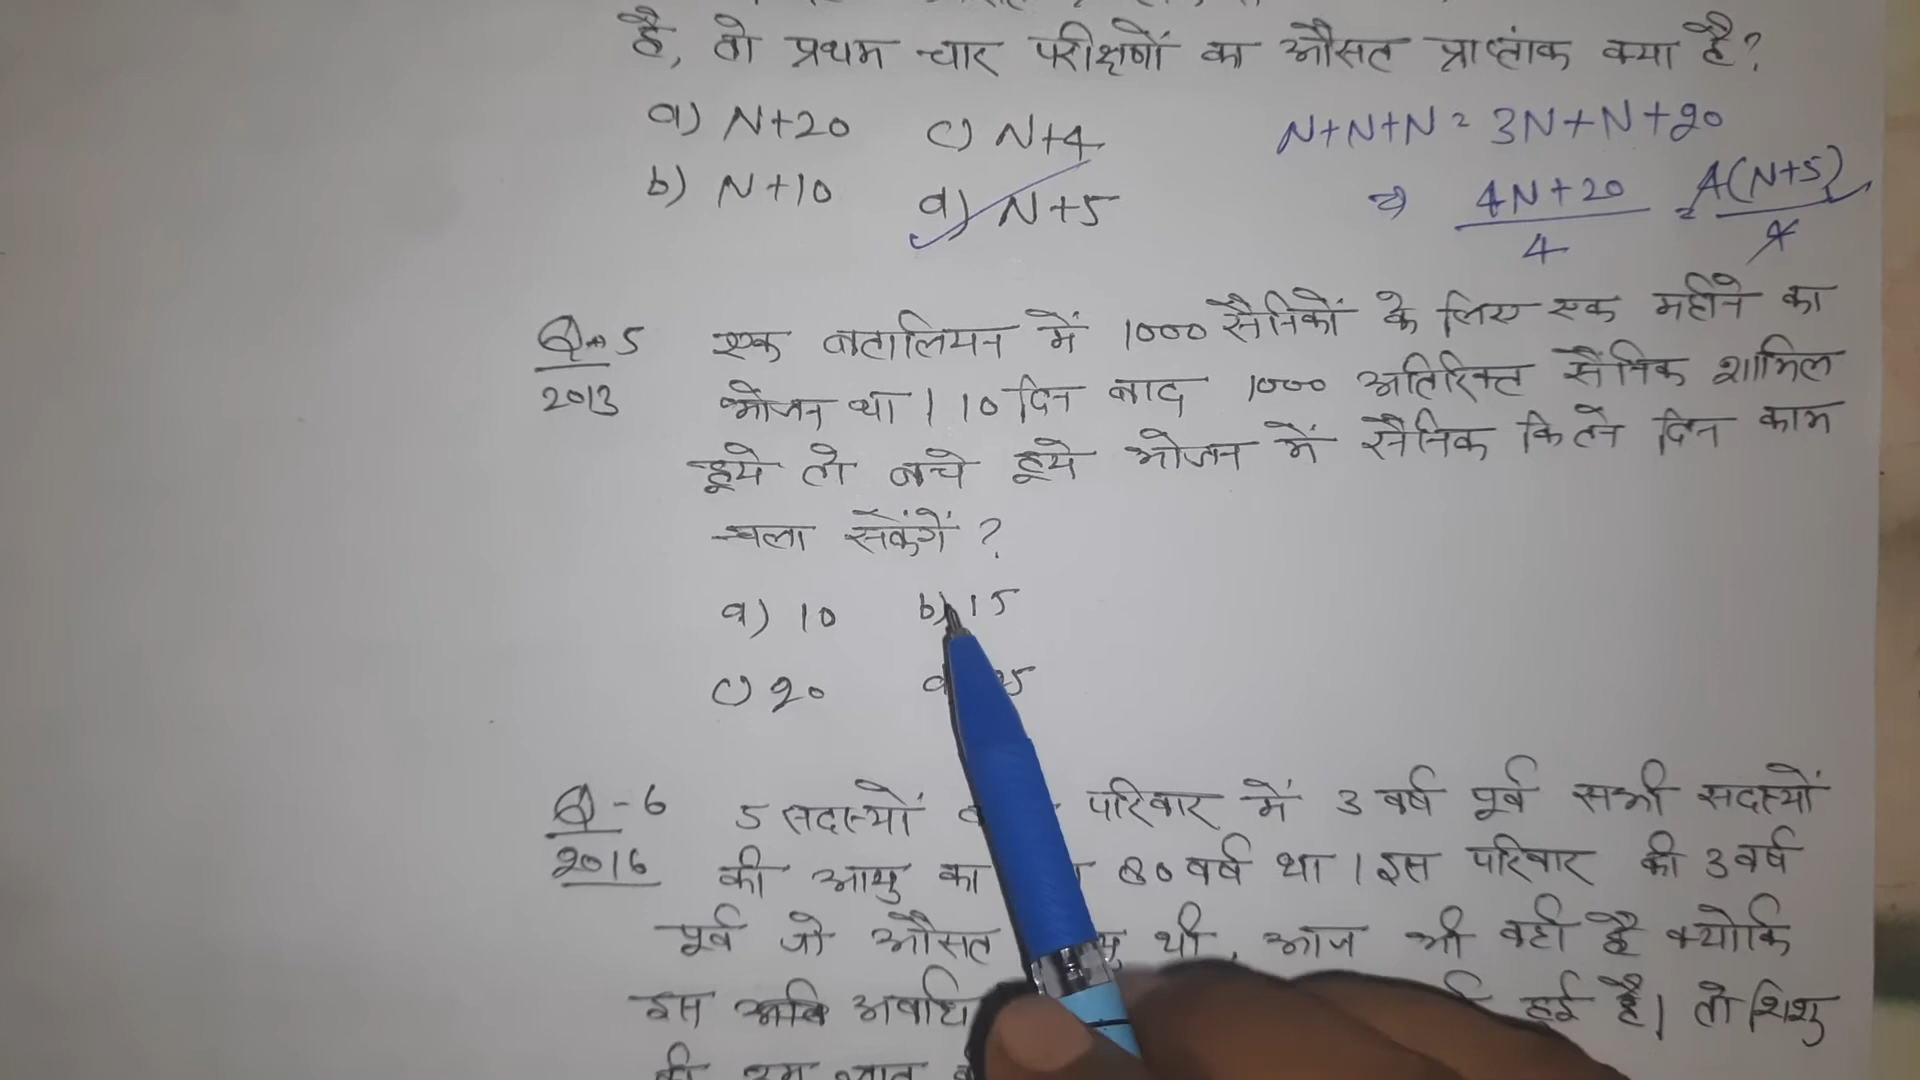 है, तो प्रथम चार परीक्षणों का औसत प्राप्तांक क्या है?
a) N+20 c) N+4 N+N+N = 3N+N+20
b) N+10 d) N+5 ⇒ 4N+20 / 4 = 4(N+5) / 4
Q-5 एक बटालियन में 1000 सैनिकों के लिए एक महीने का
2013 भोजन था। 10 दिन बाद 1000 अतिरिक्त सैनिक शामिल
हुये तो बचे हुये भोजन में सैनिक कितने दिन काम
चला सकेंगें?
a) 10 b) 15
c) 20
Q-6 5 सदस्यों परिवार में 3 वर्ष पूर्व सभी सदस्यों
2016 की आयु का 80 वर्ष था। इस परिवार की 3 वर्ष
पूर्व जो औसत थी, आज भी वही है क्योकि
इस अवधि हुई है। तो शिशु
की